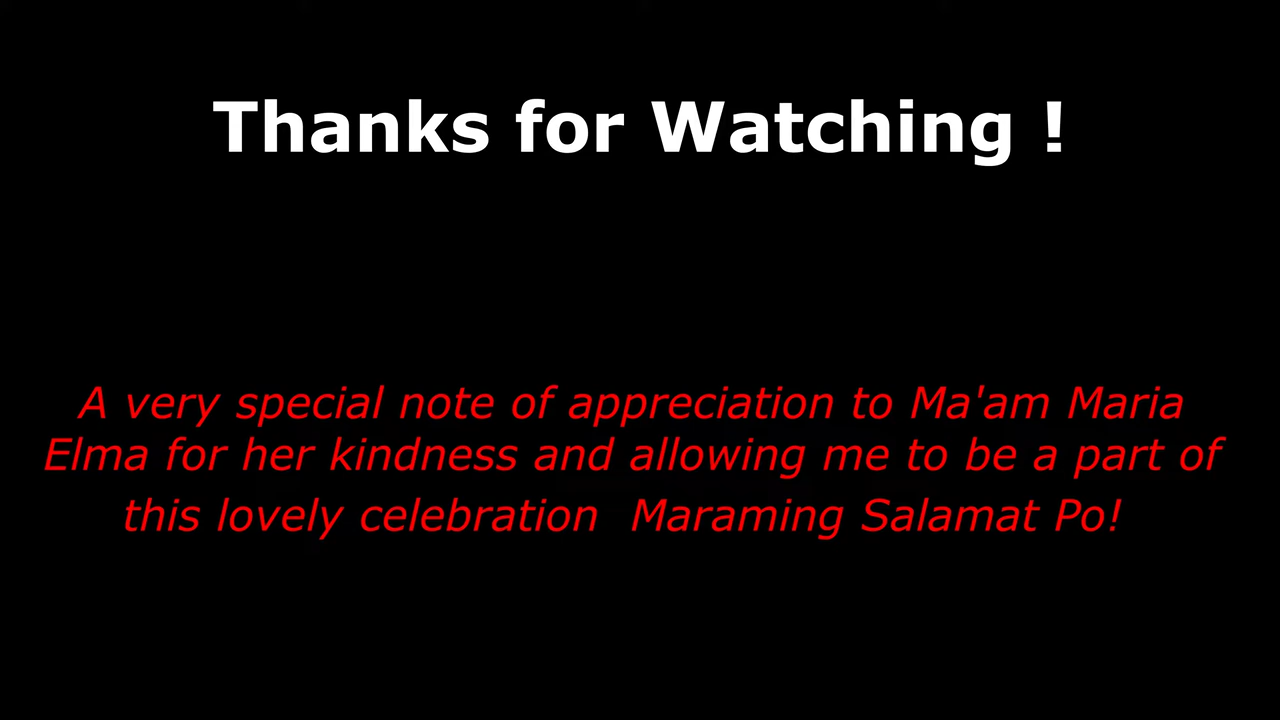 Thanks for Watching !
A very special note of appreciation to Ma'am Maria
Elma for her kindness and allowing me to be a part of
this lovely celebration  Maraming Salamat Po!